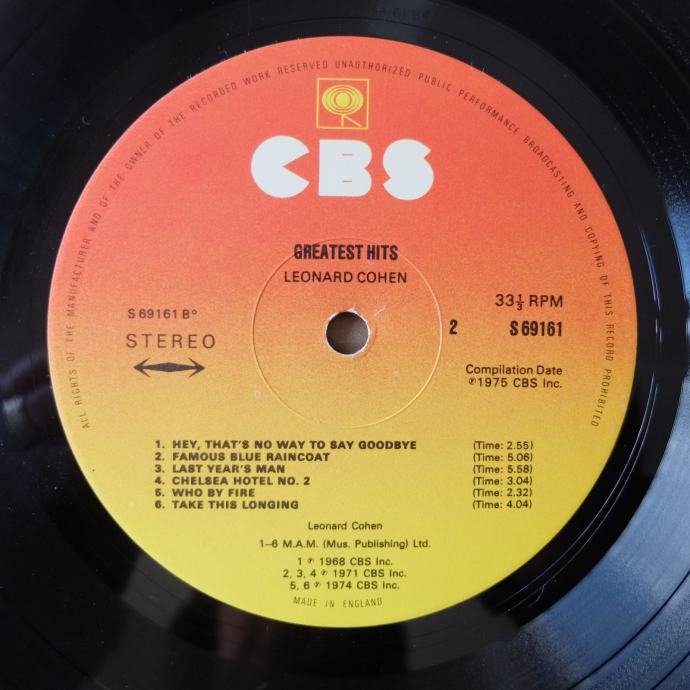 ALL RIGHTS OF THE MANUFACTURER AND OF THE OWNER OF THE RECORDED WORK RESERVED UNAUTHORIZED PUBLIC PERFORMANCE BROADCASTING AND COPYING OF THIS RECORD PROHIBITED
CBS
GREATEST HITS
LEONARD COHEN
S 69161 B°
STEREO
33⅓ RPM
2 S 69161
Compilation Date
℗ 1975 CBS Inc.
1. HEY, THAT'S NO WAY TO SAY GOODBYE (Time: 2.55)
2. FAMOUS BLUE RAINCOAT (Time: 5.06)
3. LAST YEAR'S MAN (Time: 5.58)
4. CHELSEA HOTEL NO. 2 (Time: 3.04)
5. WHO BY FIRE (Time: 2.32)
6. TAKE THIS LONGING (Time: 4.04)
Leonard Cohen
1–6 M.A.M. (Mus. Publishing) Ltd.
1 ℗ 1968 CBS Inc.
2, 3, 4 ℗ 1971 CBS Inc.
5, 6 ℗ 1974 CBS Inc.
MADE IN ENGLAND